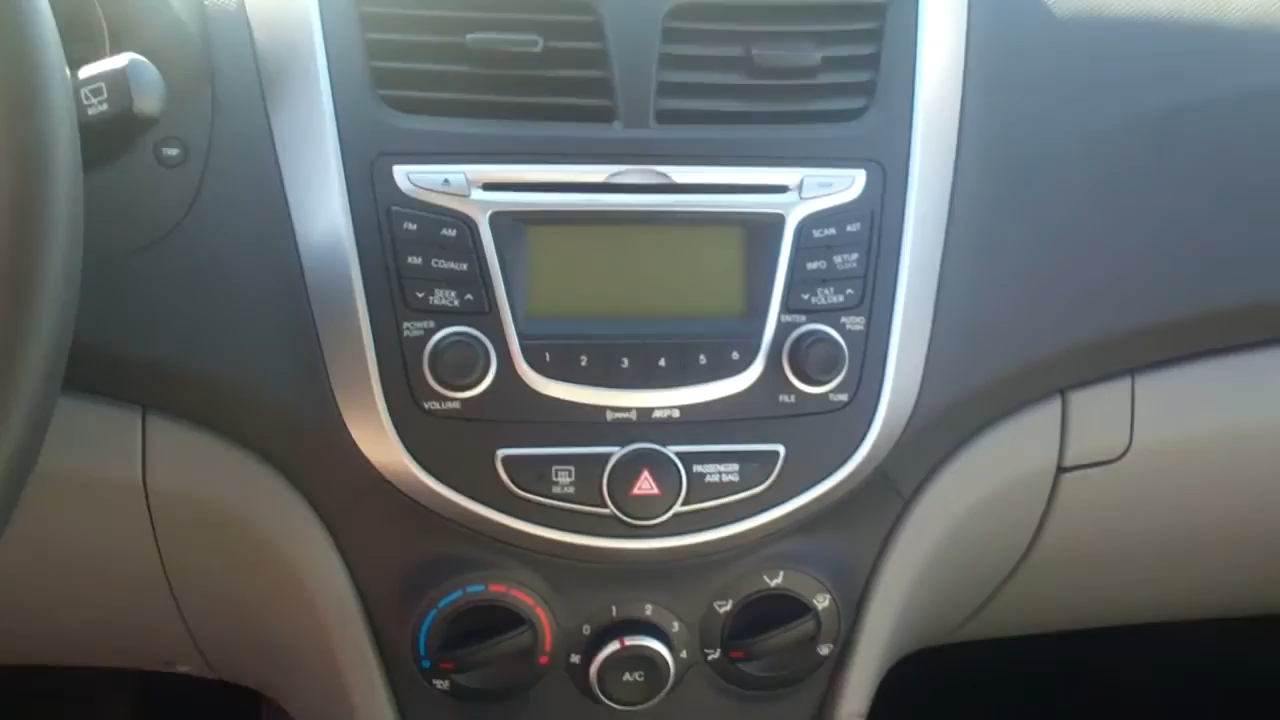 REAR
TRIP
FM AM
SCAN AST
XM CD/AUX
INFO SETUP
CLOCK
SEEK
TRACK
CAT
FOLDER
POWER
PUSH
ENTER
AUDIO
PUSH
1 2 3 4 5 6
VOLUME
FILE TUNE
MP3
REAR
PASSENGER
AIR BAG
0 1 2 3 4
A/C
MAX
A/C